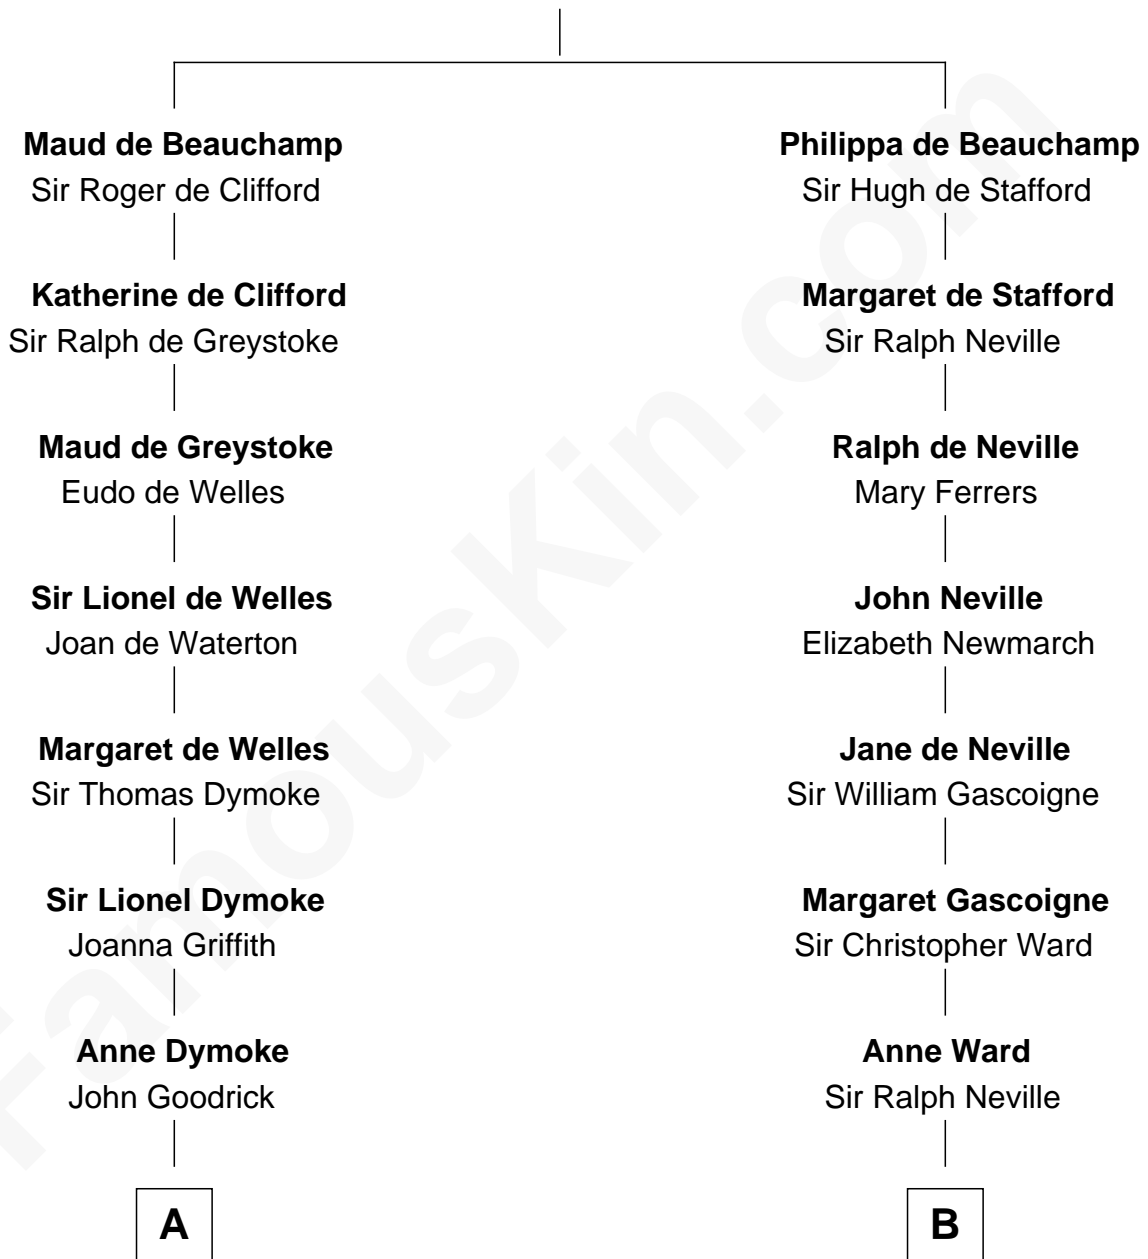 Maud de Beauchamp
Sir Roger de Clifford
Katherine de Clifford
Sir Ralph de Greystoke
Maud de Greystoke
Eudo de Welles
Sir Lionel de Welles
Joan de Waterton
Margaret de Welles
Sir Thomas Dymoke
Sir Lionel Dymoke
Joanna Griffith
Anne Dymoke
John Goodrick
A
Philippa de Beauchamp
Sir Hugh de Stafford
Margaret de Stafford
Sir Ralph Neville
Ralph de Neville
Mary Ferrers
John Neville
Elizabeth Newmarch
Jane de Neville
Sir William Gascoigne
Margaret Gascoigne
Sir Christopher Ward
Anne Ward
Sir Ralph Neville
B
FamousKin.com